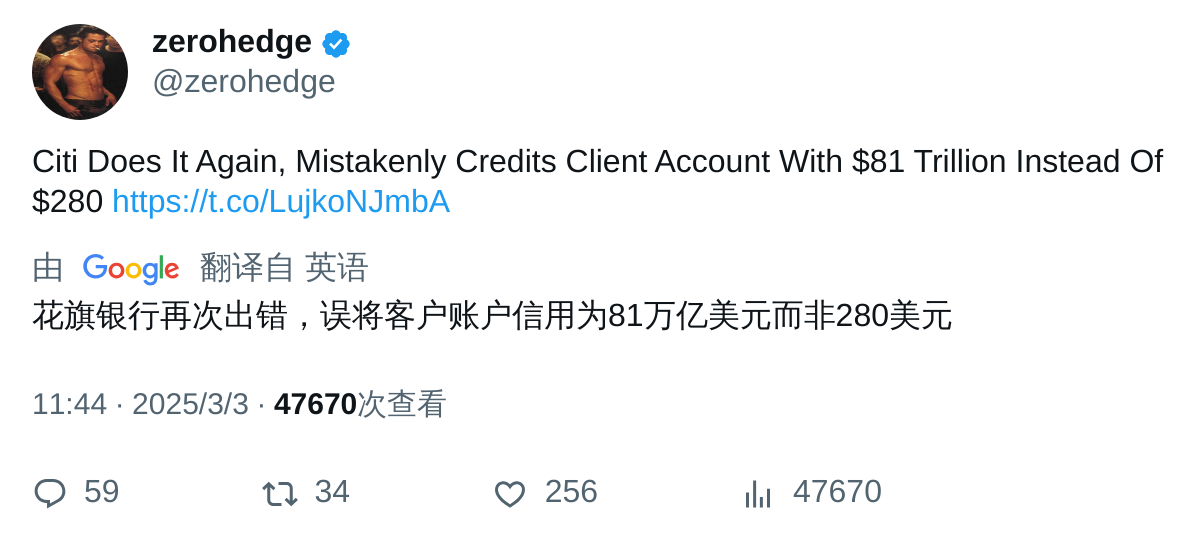 zerohedge
@zerohedge
Citi Does It Again, Mistakenly Credits Client Account With $81 Trillion Instead Of
$280 https://t.co/LujkoNJmbA
由 Google 翻译自 英语
花旗银行再次出错，误将客户账户信用为81万亿美元而非280美元
11:44 · 2025/3/3 · 47670次查看
59 34 256 47670